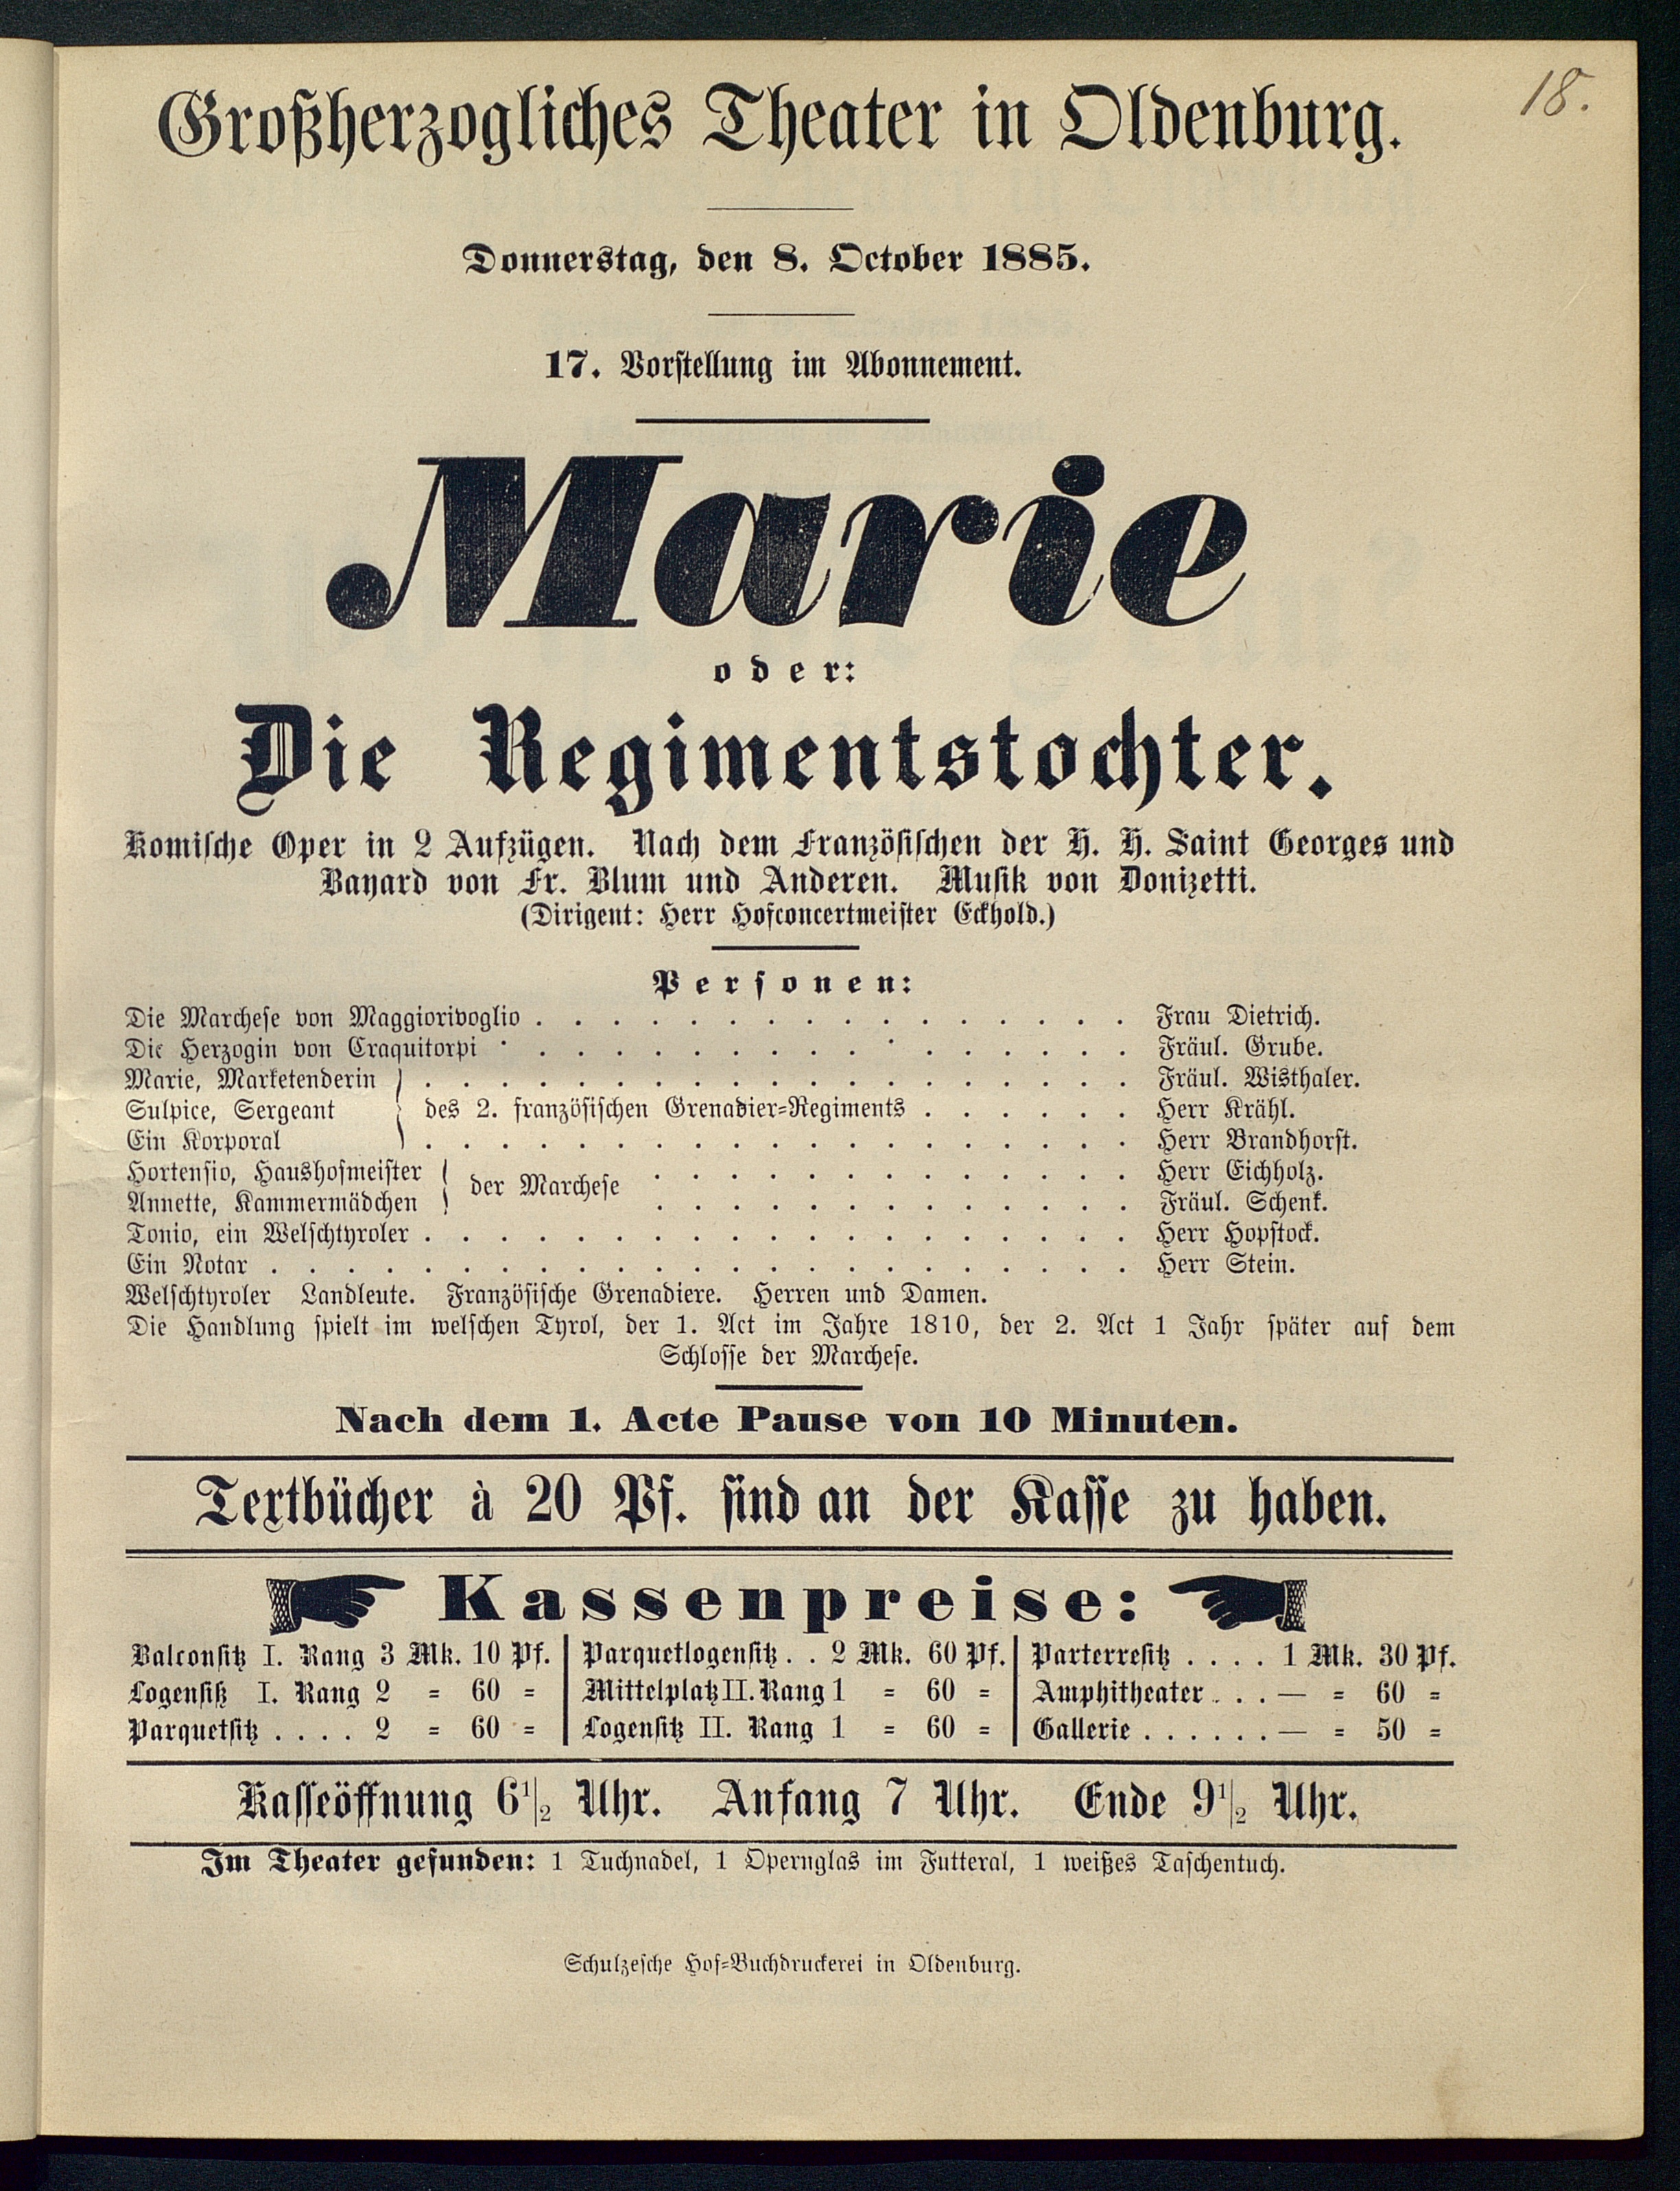 18.
Großherzogliches Theater in Oldenburg.
Donnerstag, den 8. October 1885.
17. Vorstellung im Abonnement.
Marie
oder:
Die Regimentstochter.
Komische Oper in 2 Aufzügen. Nach dem Französischen der H. H. Saint Georges und
Bayard von Fr. Blum und Anderen. Musik von Donizetti.
(Dirigent: Herr Hofconcertmeister Eckhold.)
Personen:
Die Marchese von Maggiorivoglio . . . . . . . . . . . . . . . . Frau Dietrich.
Die Herzogin von Craquitorpi . . . . . . . . . . . . . . . . . Fräul. Grube.
Marie, Marketenderin . . . . . . . . . . . . . . . . . . . Fräul. Wisthaler.
Sulpice, Sergeant des 2. französischen Grenadier=Regiments . . . . . . Herr Krähl.
Ein Korporal . . . . . . . . . . . . . . . . . . . Herr Brandhorst.
Hortensio, Haushofmeister der Marchese . . . . . . . . . . . . . Herr Eichholz.
Annette, Kammermädchen . . . . . . . . . . . . . Fräul. Schenk.
Tonio, ein Welschtyroler . . . . . . . . . . . . . . . . . . . Herr Hopstock.
Ein Notar . . . . . . . . . . . . . . . . . . . . . . . Herr Stein.
Welschtyroler Landleute. Französische Grenadiere. Herren und Damen.
Die Handlung spielt im welschen Tyrol, der 1. Act im Jahre 1810, der 2. Act 1 Jahr später auf dem
Schlosse der Marchese.
Nach dem 1. Acte Pause von 10 Minuten.
Textbücher à 20 Pf. sind an der Kasse zu haben.
Kassenpreise:
Balconsitz I. Rang 3 Mk. 10 Pf. Parquetlogensitz . . 2 Mk. 60 Pf. Parterresitz . . . . 1 Mk. 30 Pf.
Logensitz I. Rang 2 = 60 = Mittelplatz II. Rang 1 = 60 = Amphitheater . . . — = 60 =
Parquetsitz . . . . 2 = 60 = Logensitz II. Rang 1 = 60 = Gallerie . . . . . . — = 50 =
Kasseöffnung 6 1/2 Uhr. Anfang 7 Uhr. Ende 9 1/2 Uhr.
Im Theater gefunden: 1 Tuchnadel, 1 Opernglas im Futteral, 1 weißes Taschentuch.
Schulzesche Hof=Buchdruckerei in Oldenburg.